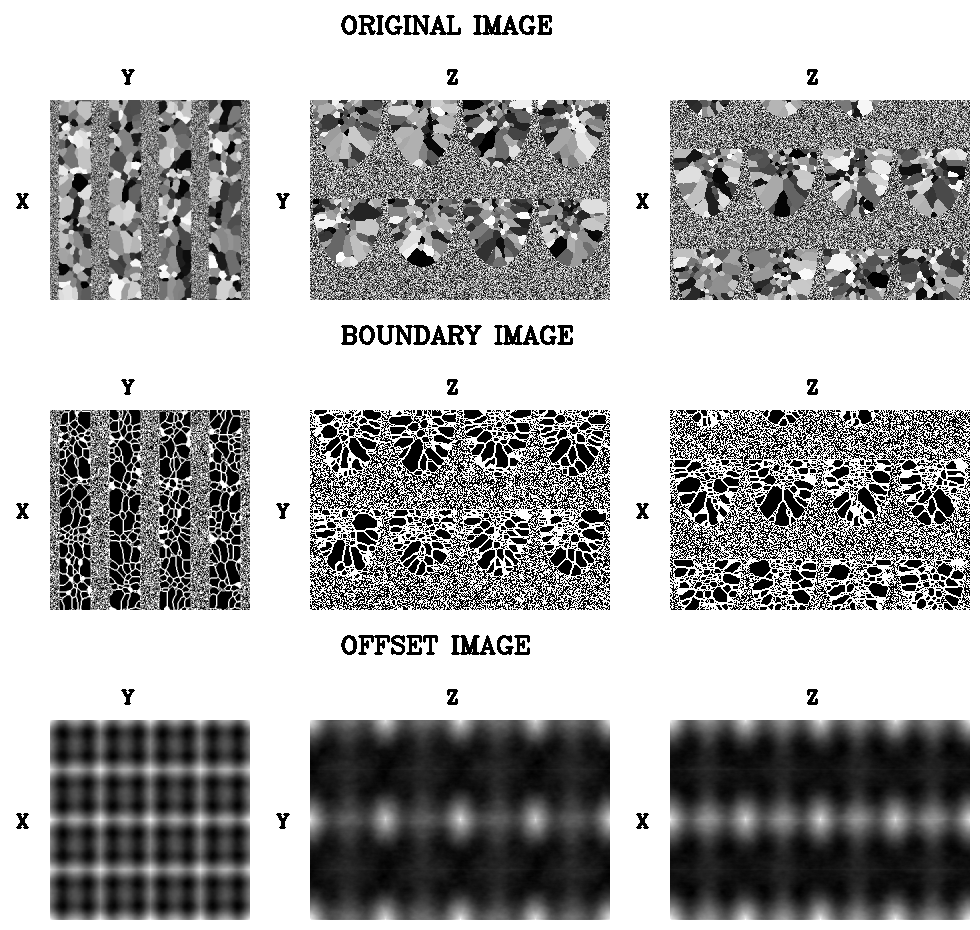 ORIGINAL IMAGE
Y Z Z
X Y X
BOUNDARY IMAGE
Y Z Z
X Y X
OFFSET IMAGE
Y Z Z
X Y X